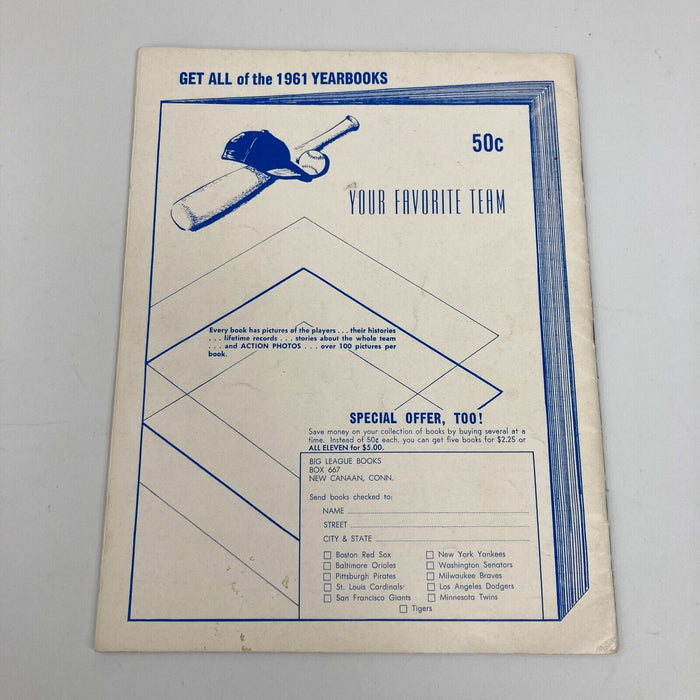 GET ALL of the 1961 YEARBOOKS
50c
YOUR FAVORITE TEAM
Every book has pictures of the players . . . their histories
. . . lifetime records . . . stories about the whole team
. . . and ACTION PHOTOS . . . over 100 pictures per
book.
SPECIAL OFFER, TOO!
Save money on your collection of books by buying several at a
time. Instead of 50¢ each, you can get five books for $2.25 or
ALL ELEVEN for $5.00.
BIG LEAGUE BOOKS
BOX 667
NEW CANAAN, CONN.
Send books checked to:
NAME
STREET
CITY & STATE
Boston Red Sox
New York Yankees
Baltimore Orioles
Washington Senators
Pittsburgh Pirates
Milwaukee Braves
St. Louis Cardinals
Los Angeles Dodgers
San Francisco Giants
Minnesota Twins
Tigers